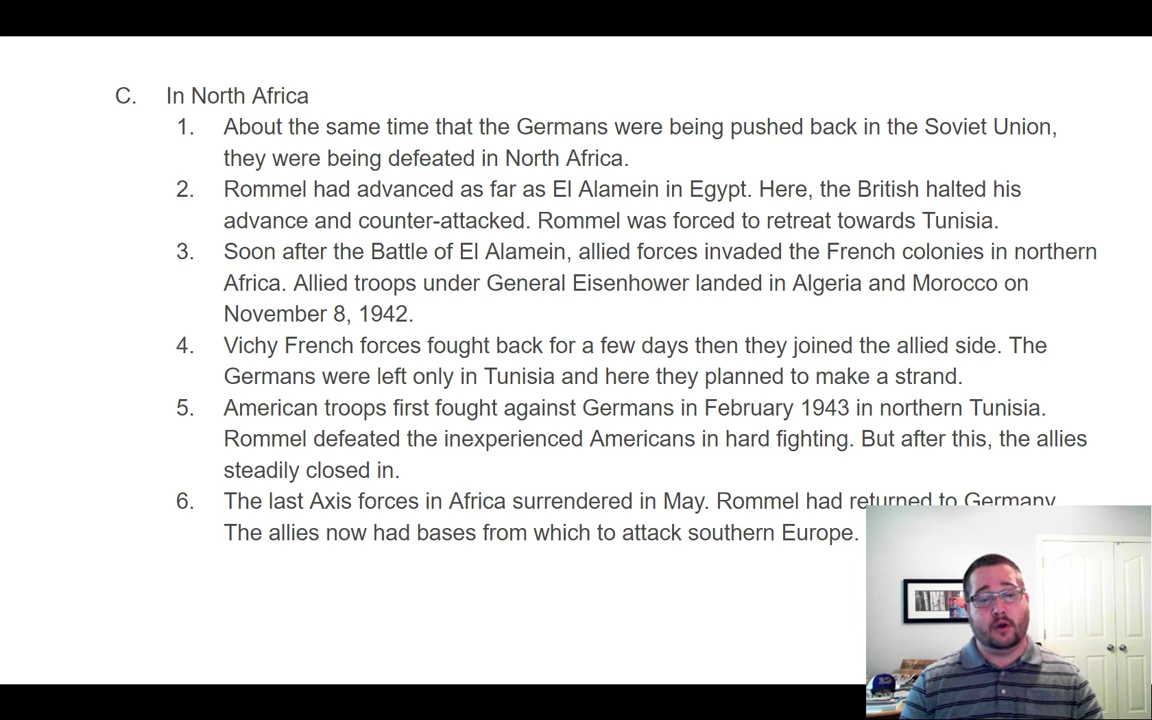 C. In North Africa
1. About the same time that the Germans were being pushed back in the Soviet Union,
they were being defeated in North Africa.
2. Rommel had advanced as far as El Alamein in Egypt. Here, the British halted his
advance and counter-attacked. Rommel was forced to retreat towards Tunisia.
3. Soon after the Battle of El Alamein, allied forces invaded the French colonies in northern
Africa. Allied troops under General Eisenhower landed in Algeria and Morocco on
November 8, 1942.
4. Vichy French forces fought back for a few days then they joined the allied side. The
Germans were left only in Tunisia and here they planned to make a strand.
5. American troops first fought against Germans in February 1943 in northern Tunisia.
Rommel defeated the inexperienced Americans in hard fighting. But after this, the allies
steadily closed in.
6. The last Axis forces in Africa surrendered in May. Rommel had returned to Germany
The allies now had bases from which to attack southern Europe.